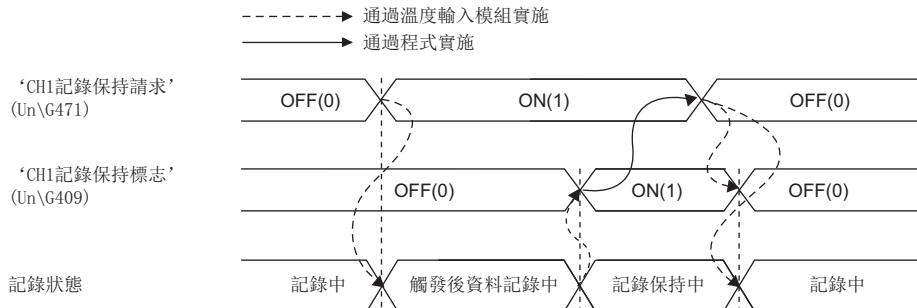 通過溫度輸入模組實施
通過程式實施
‘CH1記錄保持請求’
(Un\G471)
OFF(0)
ON(1)
OFF(0)
‘CH1記錄保持標志’
(Un\G409)
OFF(0)
ON(1)
OFF(0)
記錄狀態
記錄中
觸發後資料記錄中
記錄保持中
記錄中